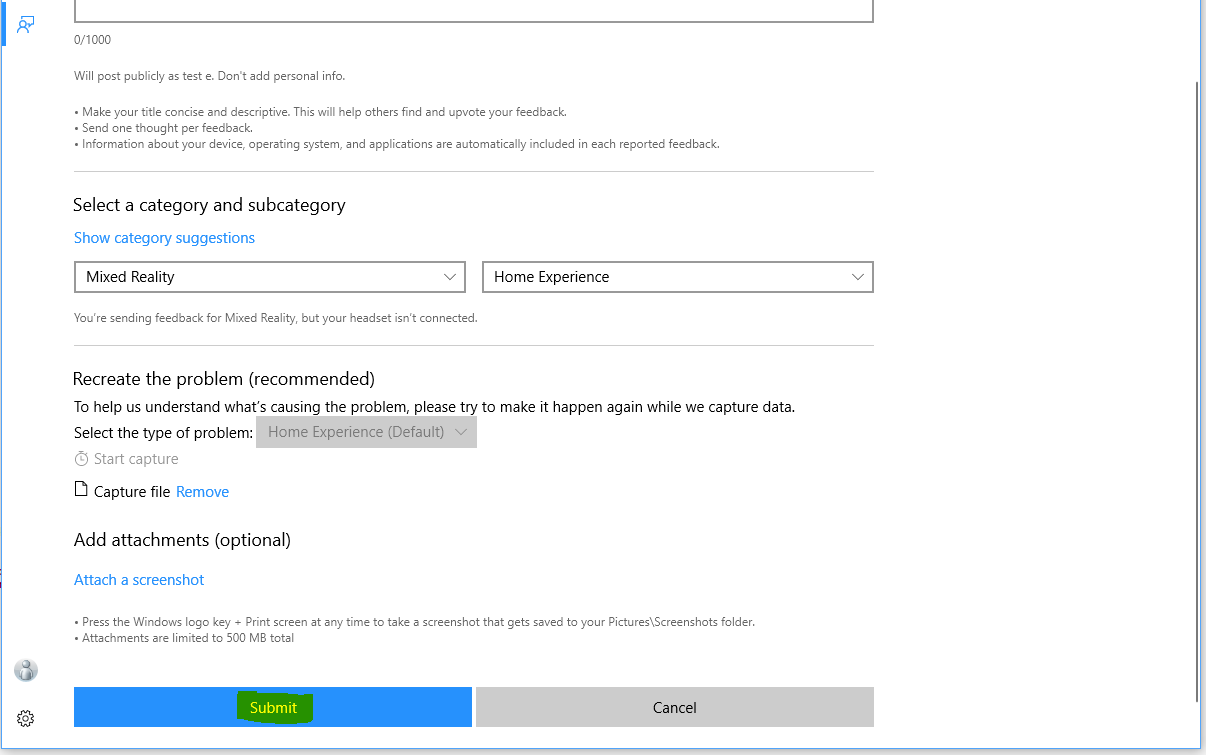 0/1000
Will post publicly as test e. Don't add personal info.
• Make your title concise and descriptive. This will help others find and upvote your feedback.
• Send one thought per feedback.
• Information about your device, operating system, and applications are automatically included in each reported feedback.
Select a category and subcategory
Show category suggestions
Mixed Reality
Home Experience
You're sending feedback for Mixed Reality, but your headset isn't connected.
Recreate the problem (recommended)
To help us understand what's causing the problem, please try to make it happen again while we capture data.
Select the type of problem: Home Experience (Default)
Start capture
Capture file Remove
Add attachments (optional)
Attach a screenshot
• Press the Windows logo key + Print screen at any time to take a screenshot that gets saved to your Pictures\Screenshots folder.
• Attachments are limited to 500 MB total
Submit
Cancel